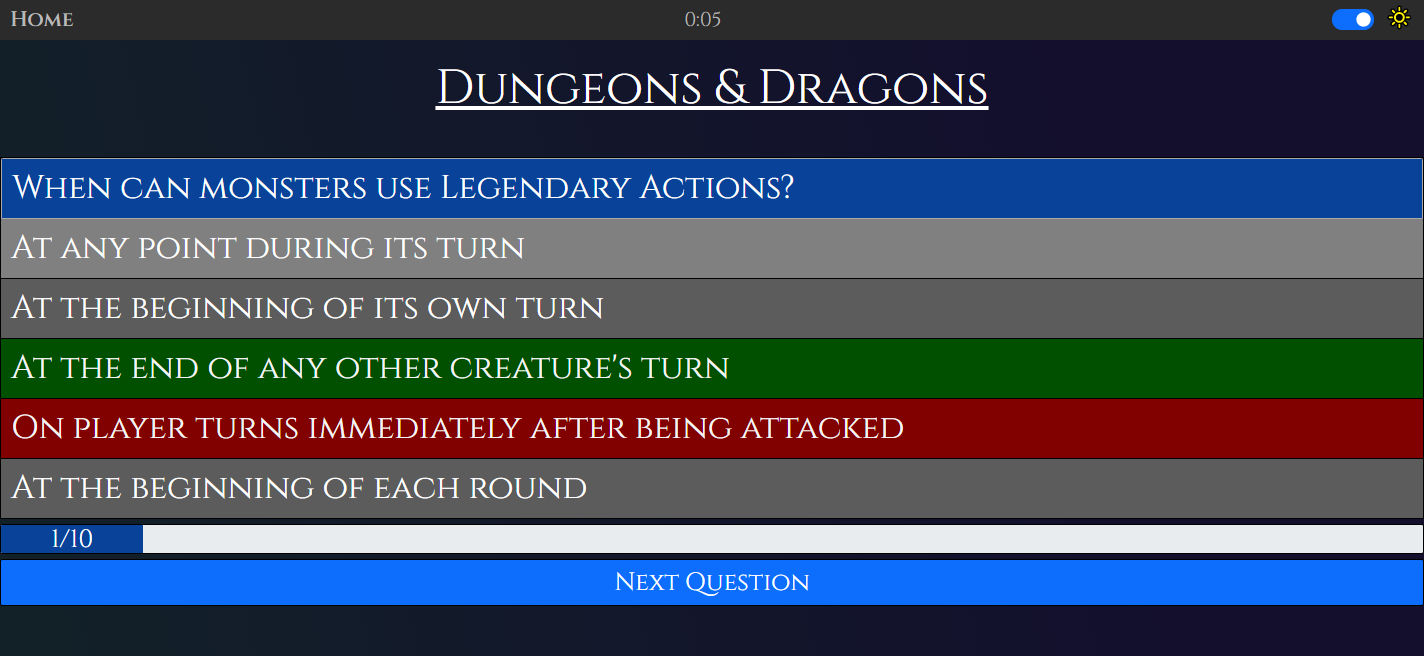 Home
0:05
Dungeons & Dragons
When can monsters use Legendary Actions?
At any point during its turn
At the beginning of its own turn
At the end of any other creature's turn
On player turns immediately after being attacked
At the beginning of each round
1/10
Next Question